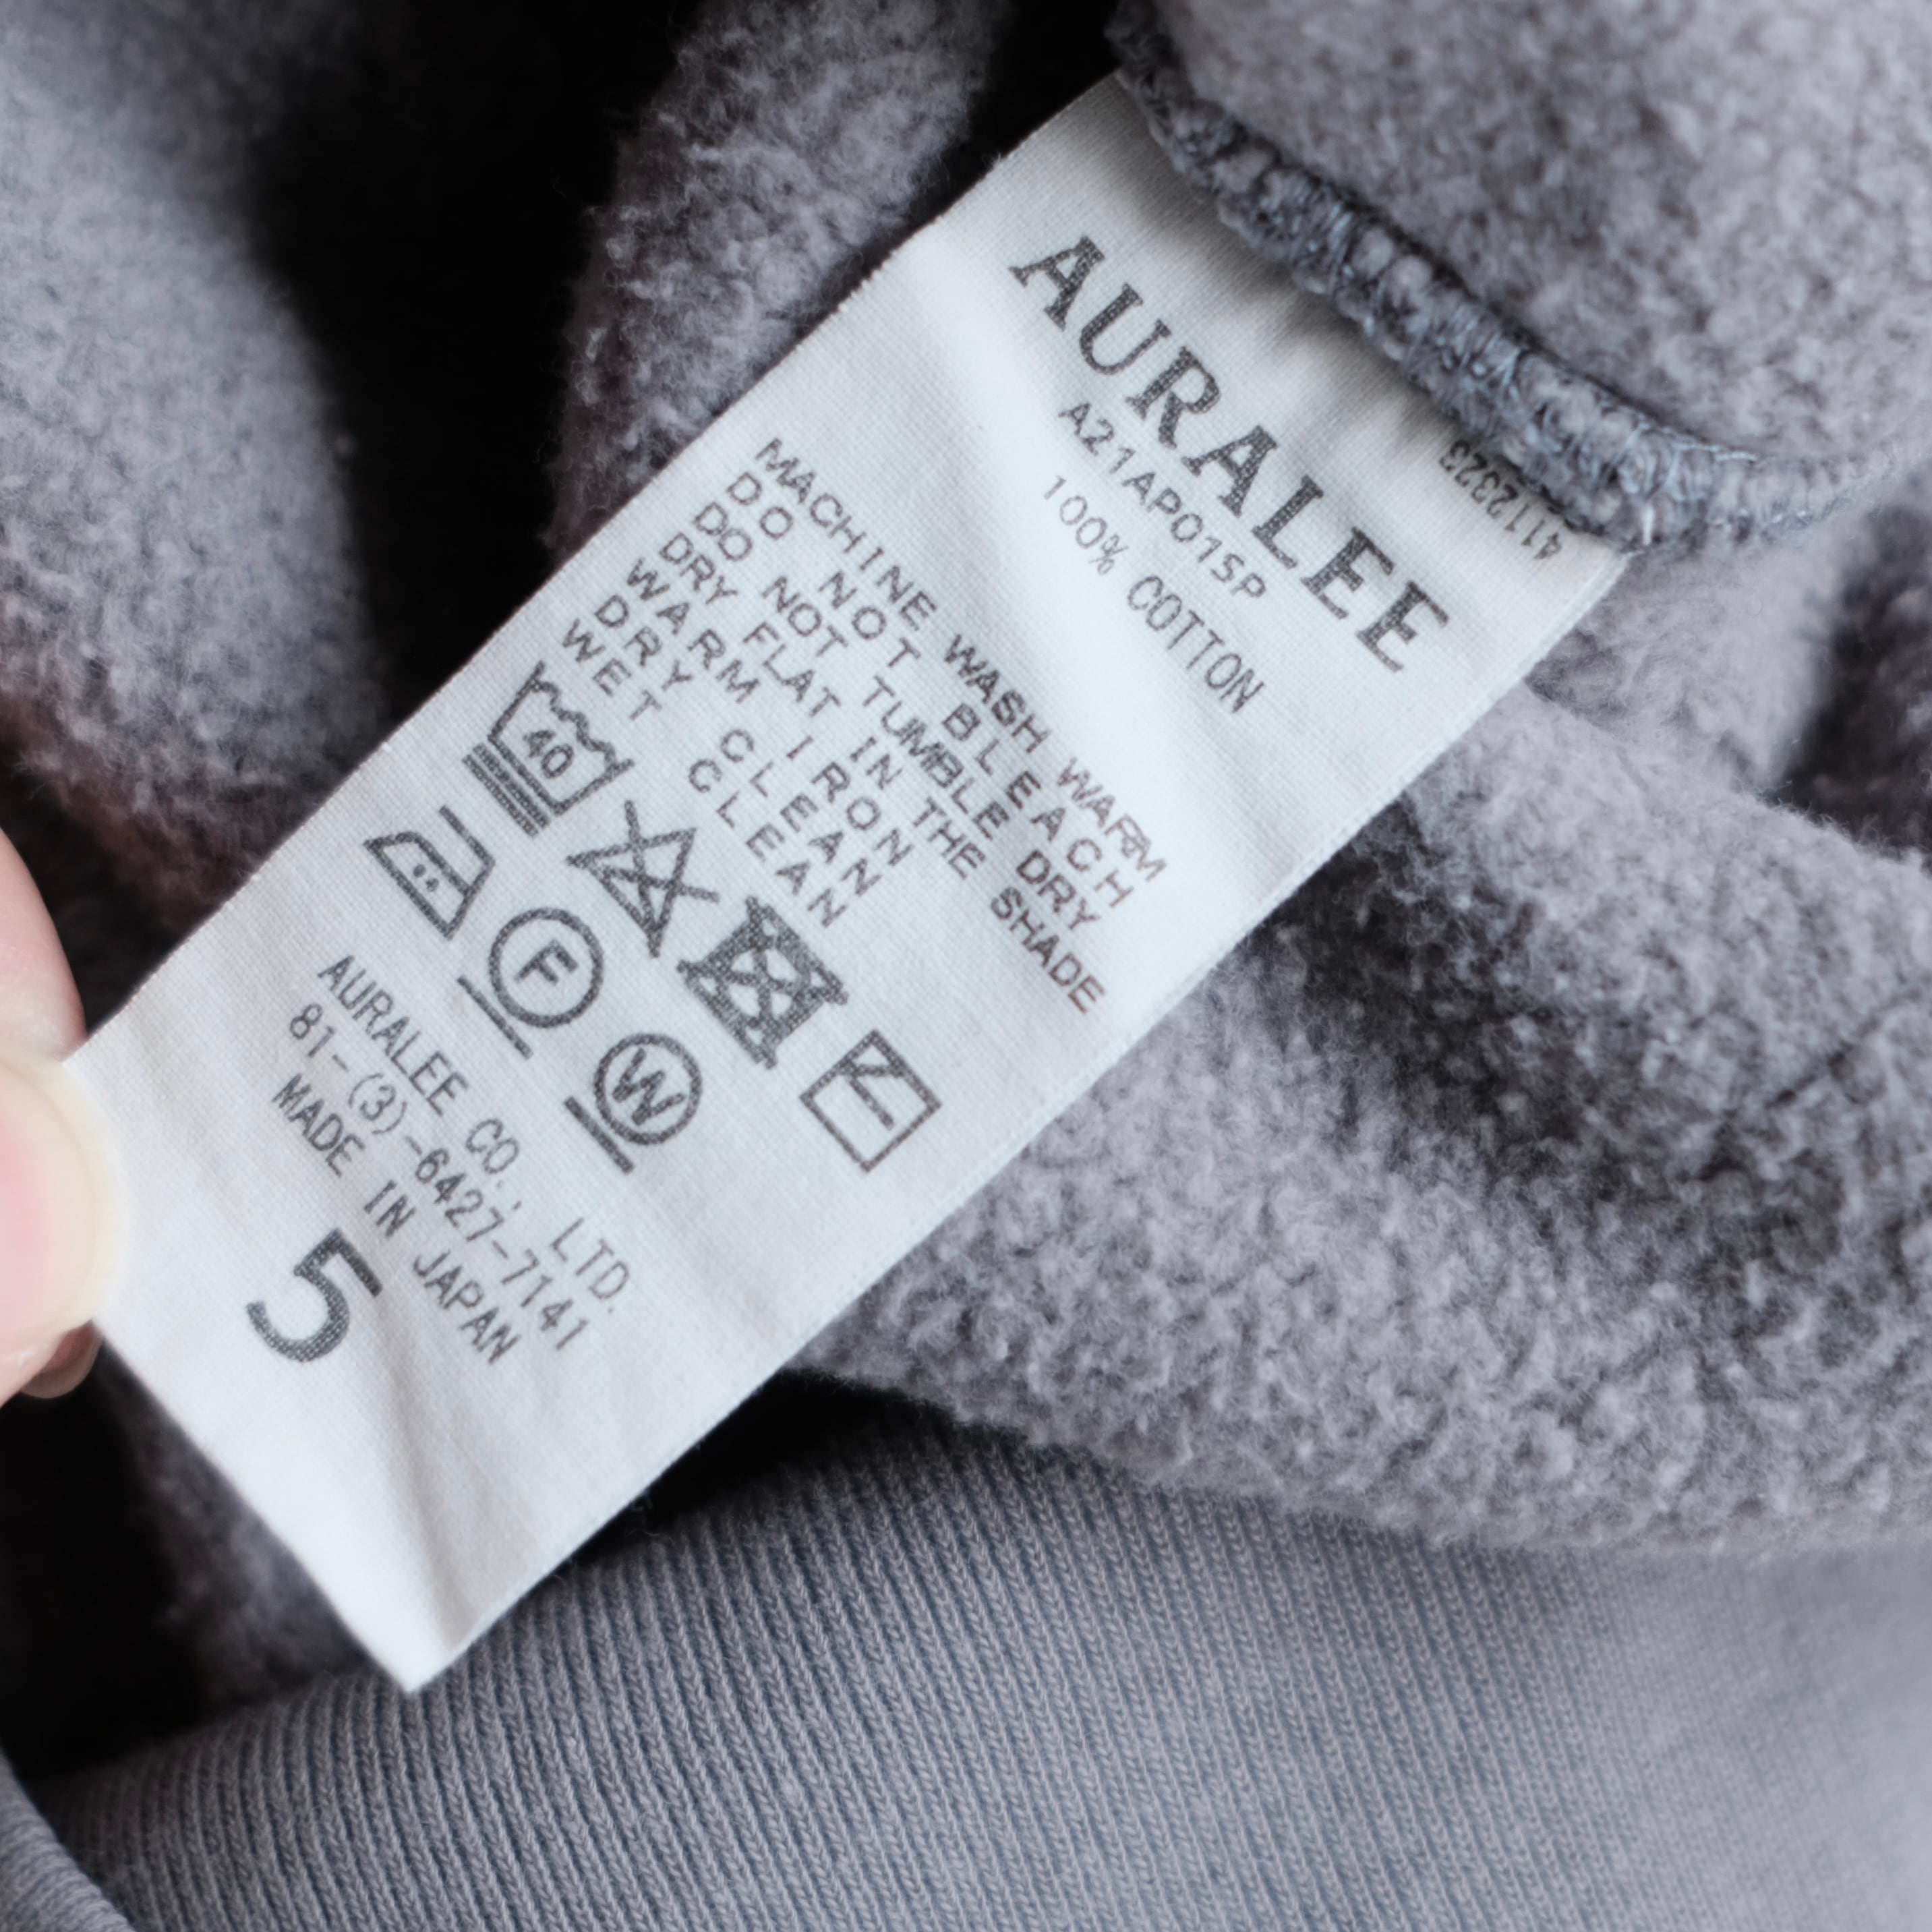 AURALEE
A21AP01SP
100% COTTON
4112323
MACHINE WASH WARM
DO NOT BLEACH
DO NOT TUMBLE DRY
DRY FLAT IN THE SHADE
WARM IRON
DRY CLEAN
WET CLEAN
40
F
W
AURALEE CO., LTD.
81-(3)-6427-7141
MADE IN JAPAN
5